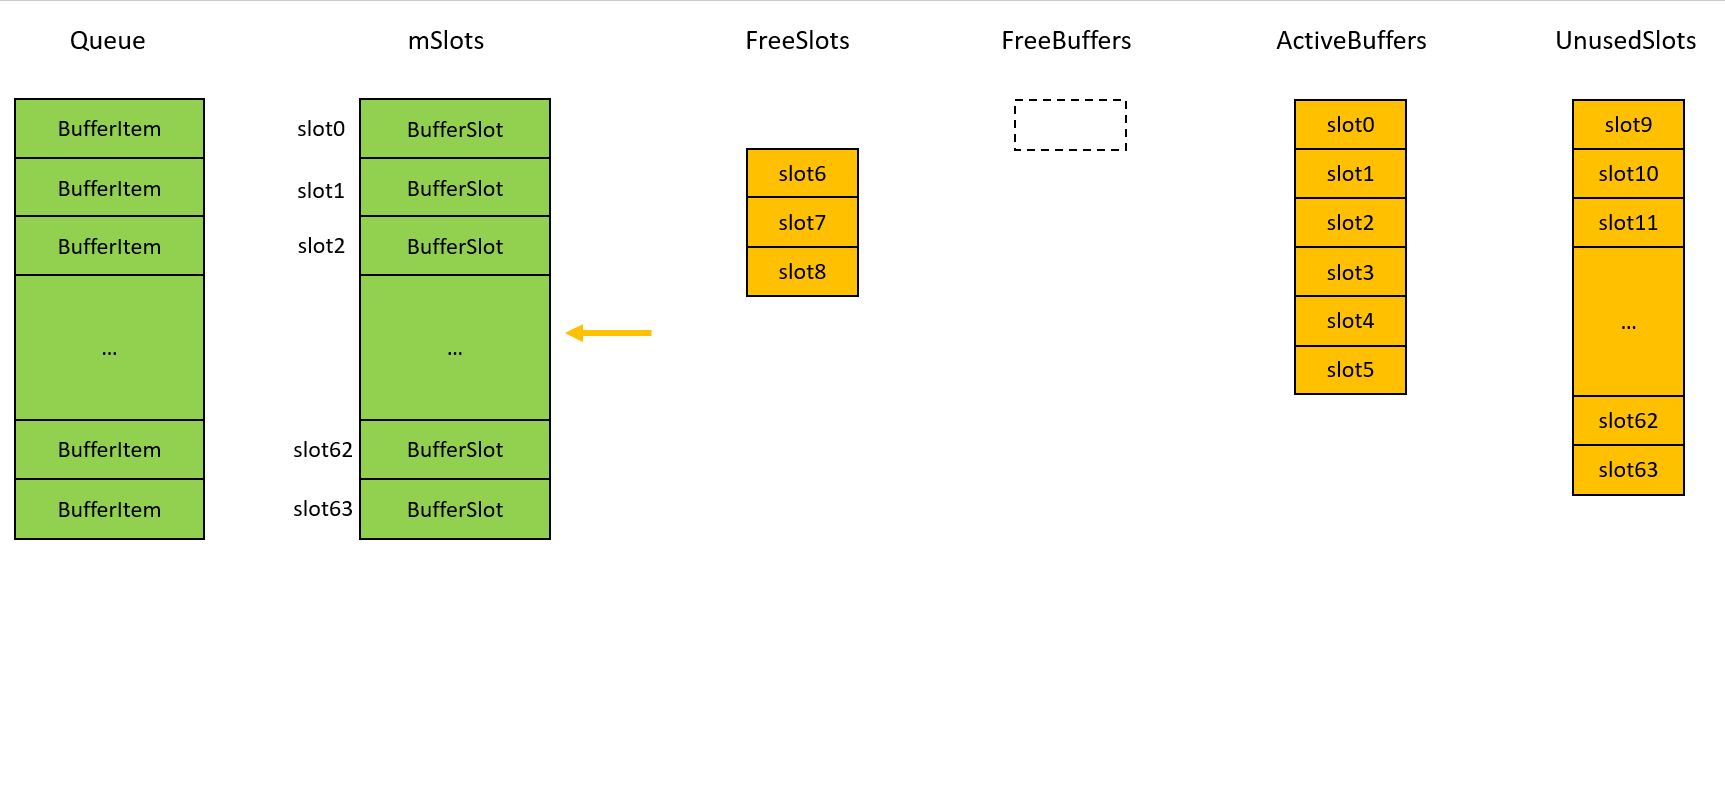 Queue
mSlots
FreeSlots
FreeBuffers
ActiveBuffers
UnusedSlots
BufferItem
BufferItem
BufferItem
...
BufferItem
BufferItem
slot0
slot1
slot2
slot62
slot63
BufferSlot
BufferSlot
BufferSlot
...
BufferSlot
BufferSlot
slot6
slot7
slot8
slot0
slot1
slot2
slot3
slot4
slot5
slot9
slot10
slot11
...
slot62
slot63